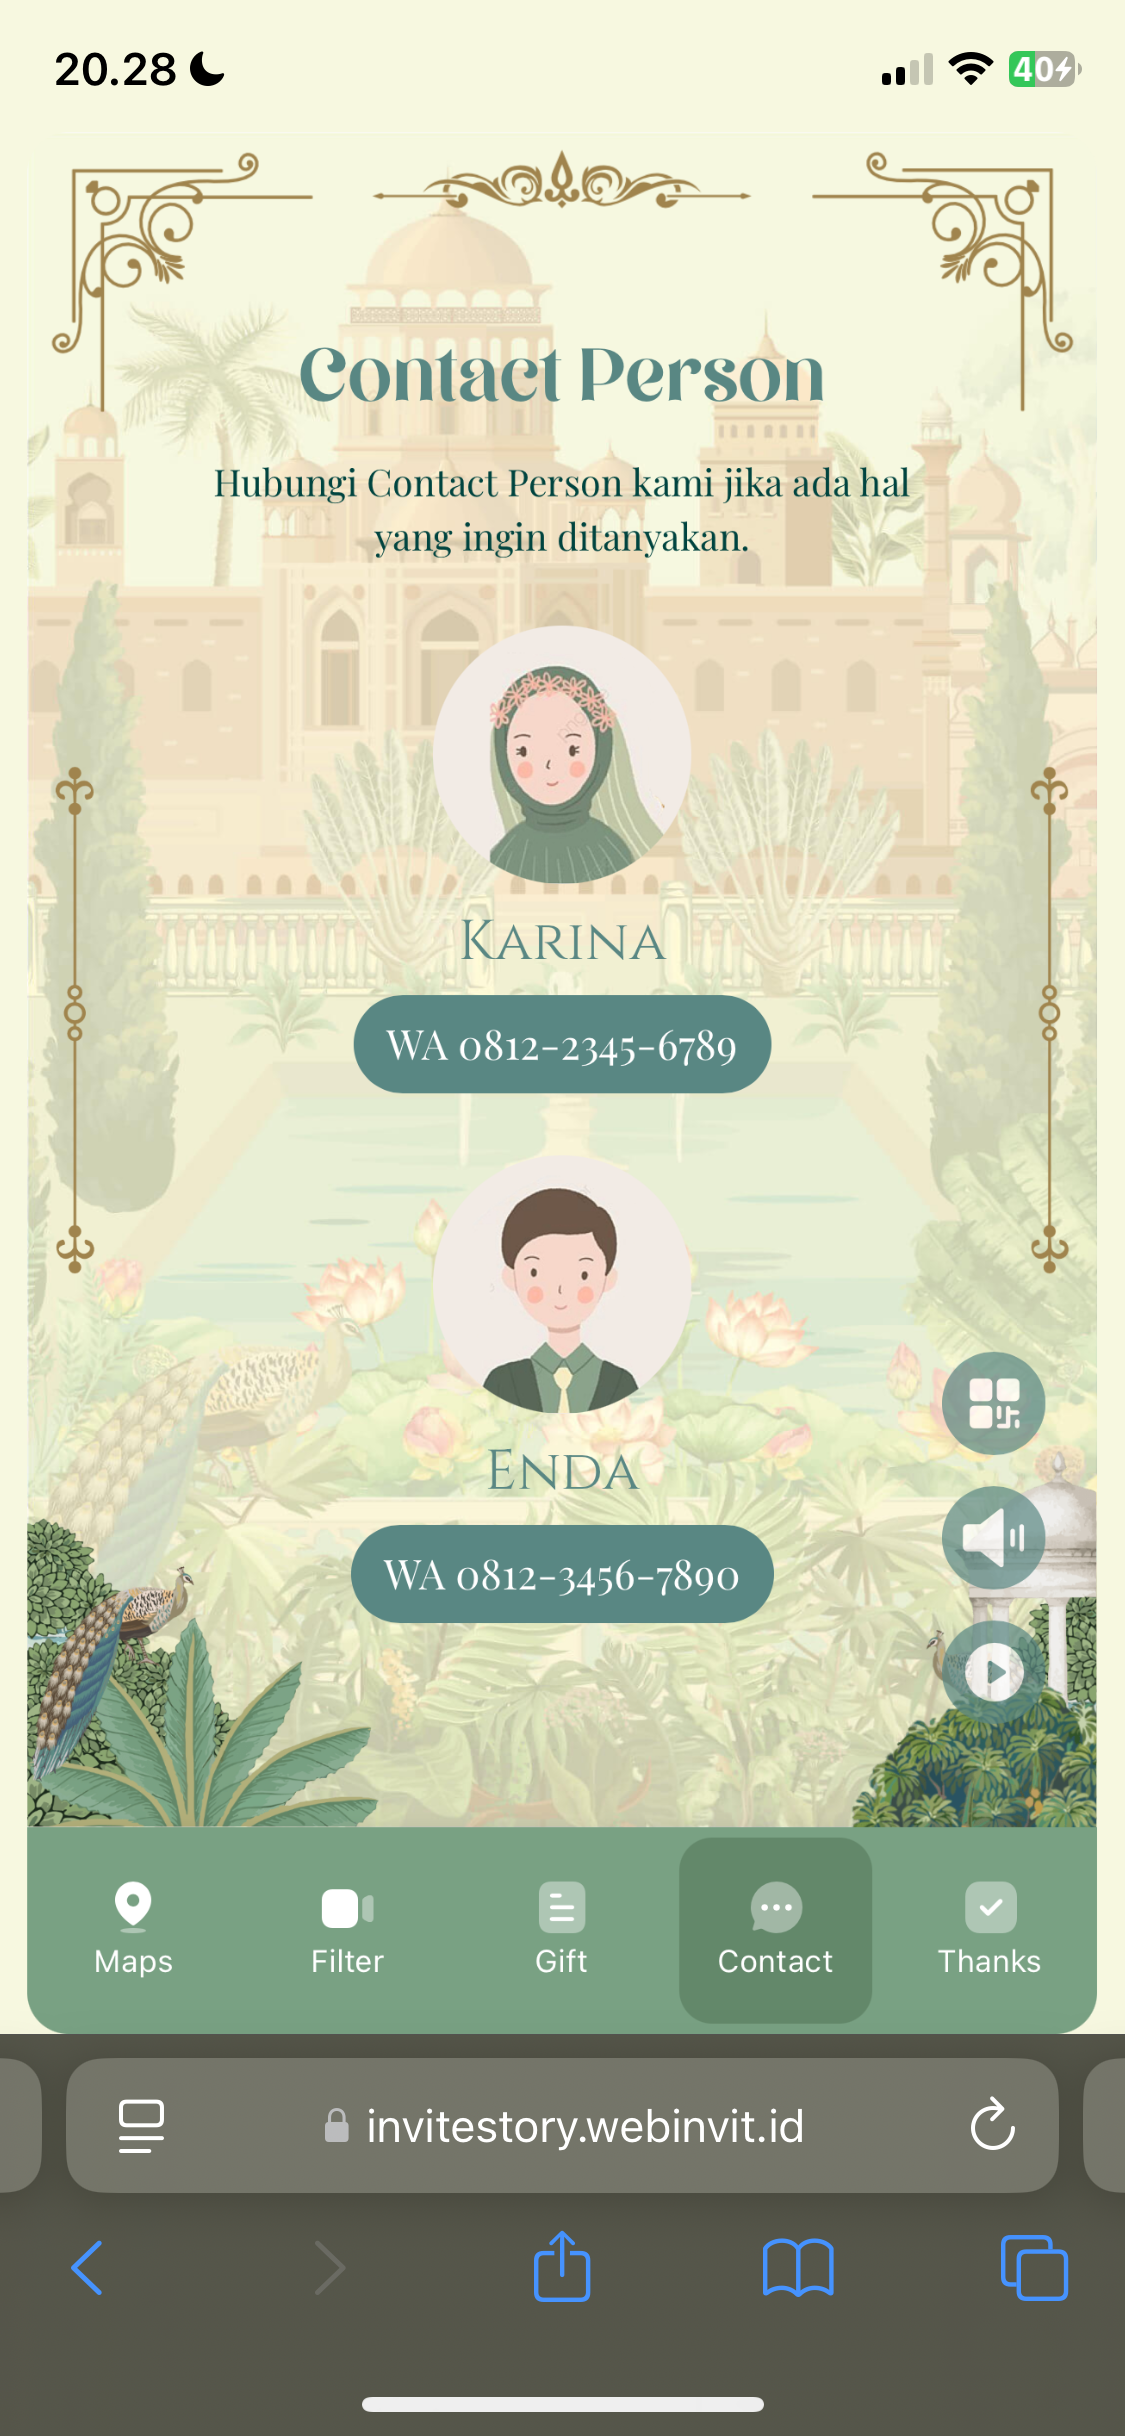 20.28
40
Contact Person
Hubungi Contact Person kami jika ada hal
yang ingin ditanyakan.
KARINA
WA 0812-2345-6789
ENDA
WA 0812-3456-7890
Maps
Filter
Gift
Contact
Thanks
invitestory.webinvit.id